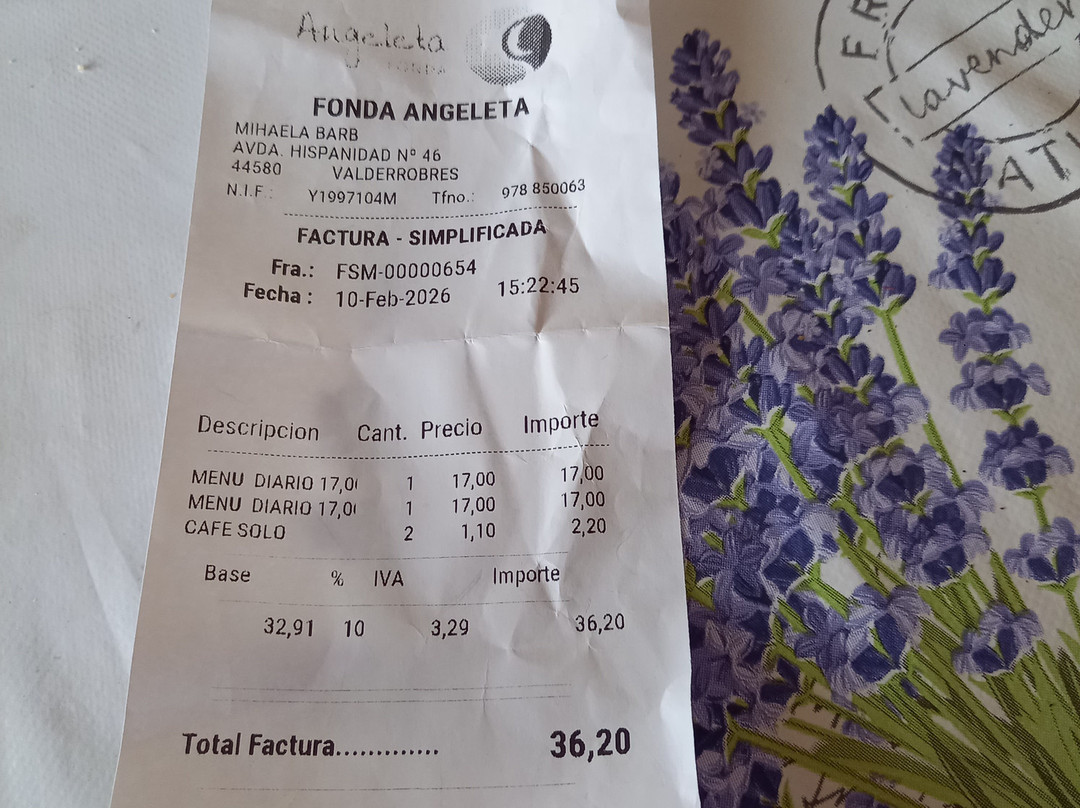 Angeleta
FONDA
FONDA ANGELETA
MIHAELA BARB
AVDA. HISPANIDAD Nº 46
44580 VALDERROBRES
N.I.F.: Y1997104M Tfno.: 978 850063
FACTURA - SIMPLIFICADA
Fra.: FSM-00000654
Fecha : 10-Feb-2026 15:22:45
Descripcion Cant. Precio Importe
MENU DIARIO 17,0 1 17,00 17,00
MENU DIARIO 17,0 1 17,00 17,00
CAFE SOLO 2 1,10 2,20
Base % IVA Importe
32,91 10 3,29 36,20
Total Factura............. 36,20
FR
lavender
ATU